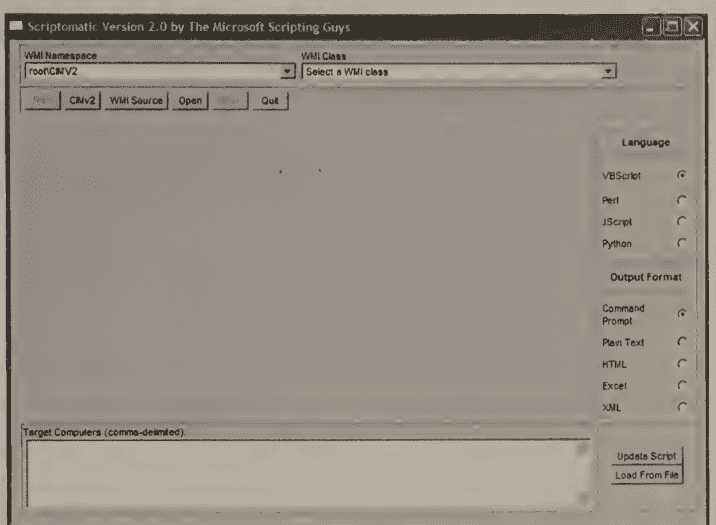 Scriptomatic Version 2.0 by The Microsoft Scripting Guys
WMI Namespace
WMI Class
root\CIMV2
Select a WMI class
CIMv2
WMI Source
Open
Quit
Language
VBScript
Perl
JScript
Python
Output Format
Command
Prompt
Plain Text
HTML
Excel
XML
Target Computers (comma-delimited)
Update Script
Load From File